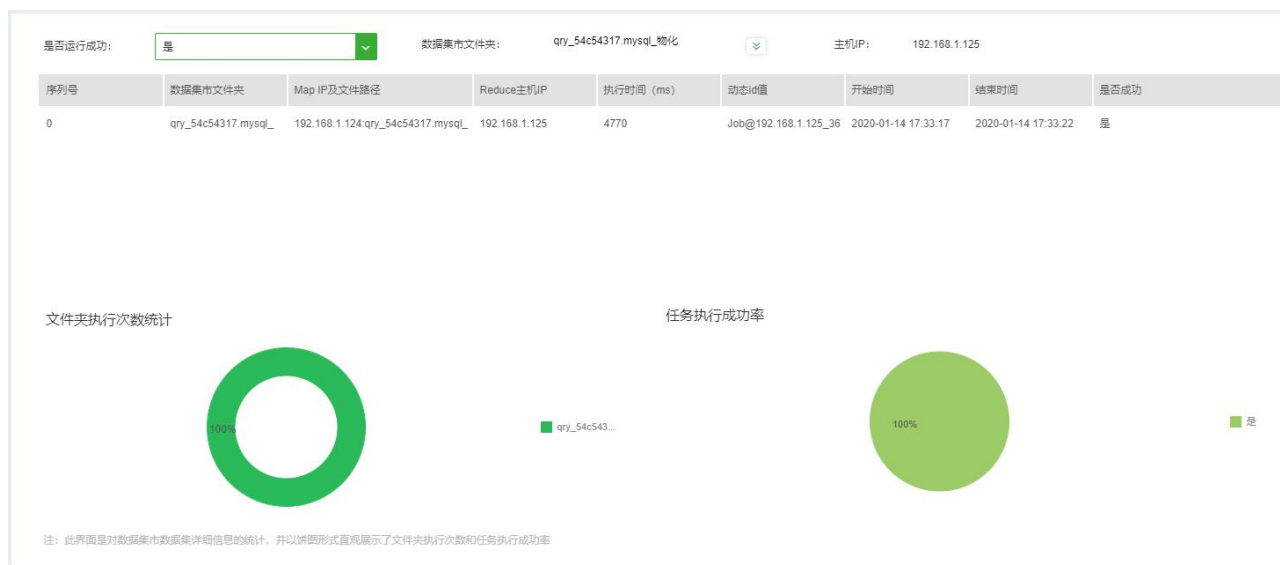 是否运行成功: 是 数据集市文件夹: qry_54c54317.mysql_物化 主机IP: 192.168.1.125
序列号 数据集市文件夹 Map IP及文件路径 Reduce主机IP 执行时间 (ms) 动态id值 开始时间 结束时间 是否成功
0 qry_54c54317.mysql_ 192.168.1.124:qry_54c54317.mysql_ 192.168.1.125 4770 Job@192.168.1.125_36 2020-01-14 17:33:17 2020-01-14 17:33:22 是
文件夹执行次数统计 任务执行成功率
100% qry_54c543... 100% 是
注: 此界面是对数据集市数据集详细信息的统计, 并以饼图形式直观展示了文件夹执行次数和任务执行成功率